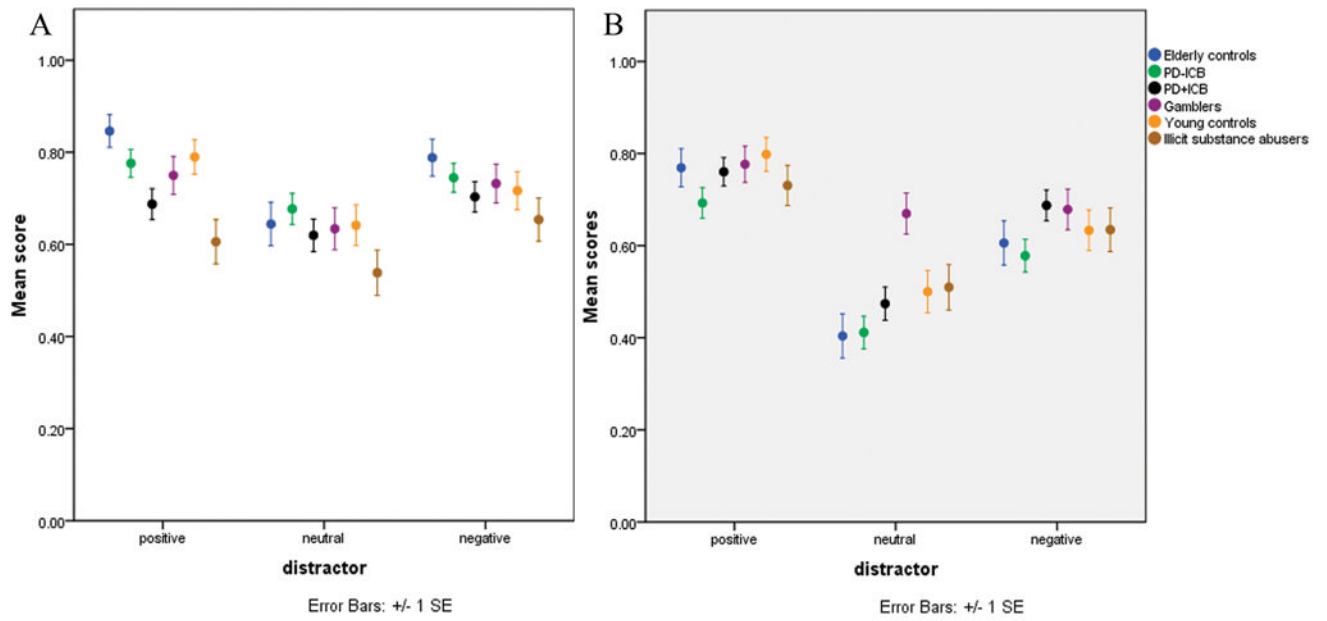 A
Mean score
1.00
0.80
0.60
0.40
0.20
0.00
positive neutral negative
distractor
Error Bars: +/- 1 SE
B
Mean scores
1.00
0.80
0.60
0.40
0.20
0.00
positive neutral negative
distractor
Error Bars: +/- 1 SE
Elderly controls
PD-ICB
PD+ICB
Gamblers
Young controls
Illicit substance abusers